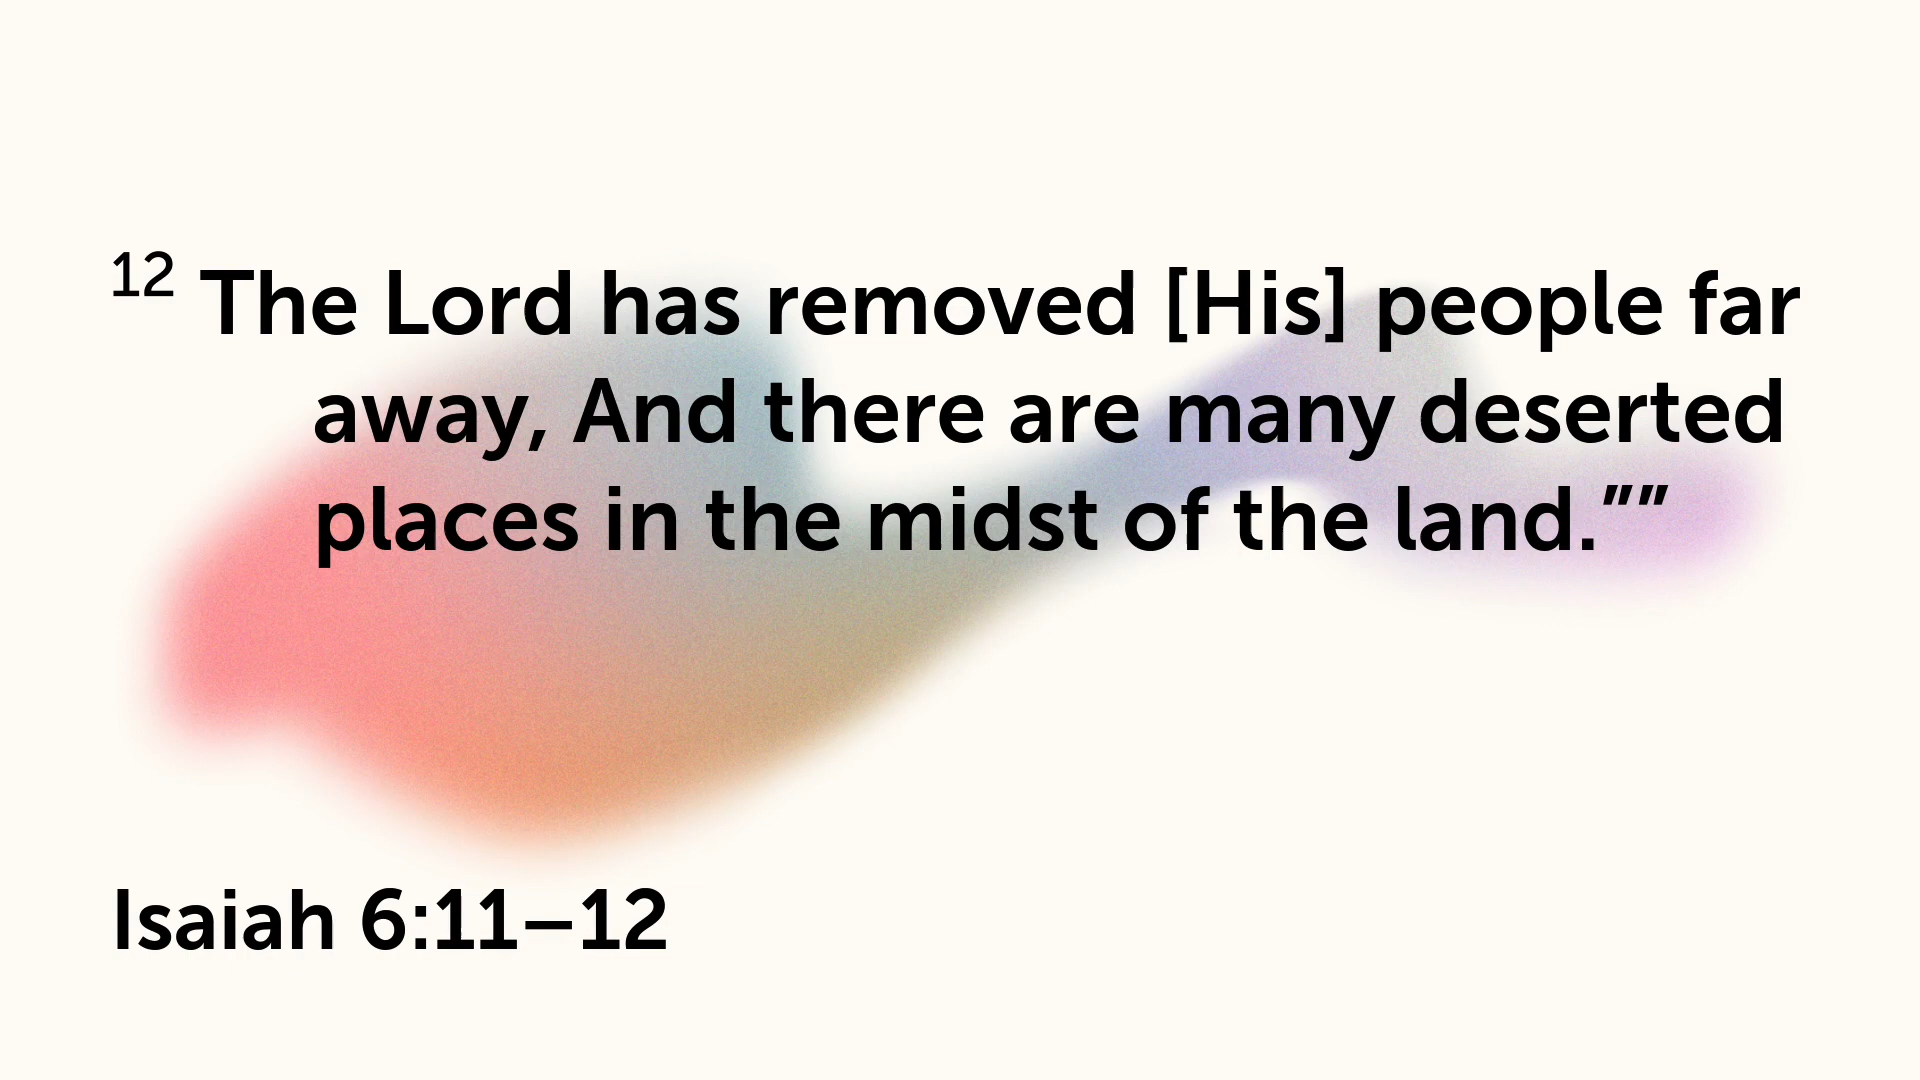 12 The Lord has removed [His] people far
away, And there are many deserted
places in the midst of the land.””
Isaiah 6:11–12